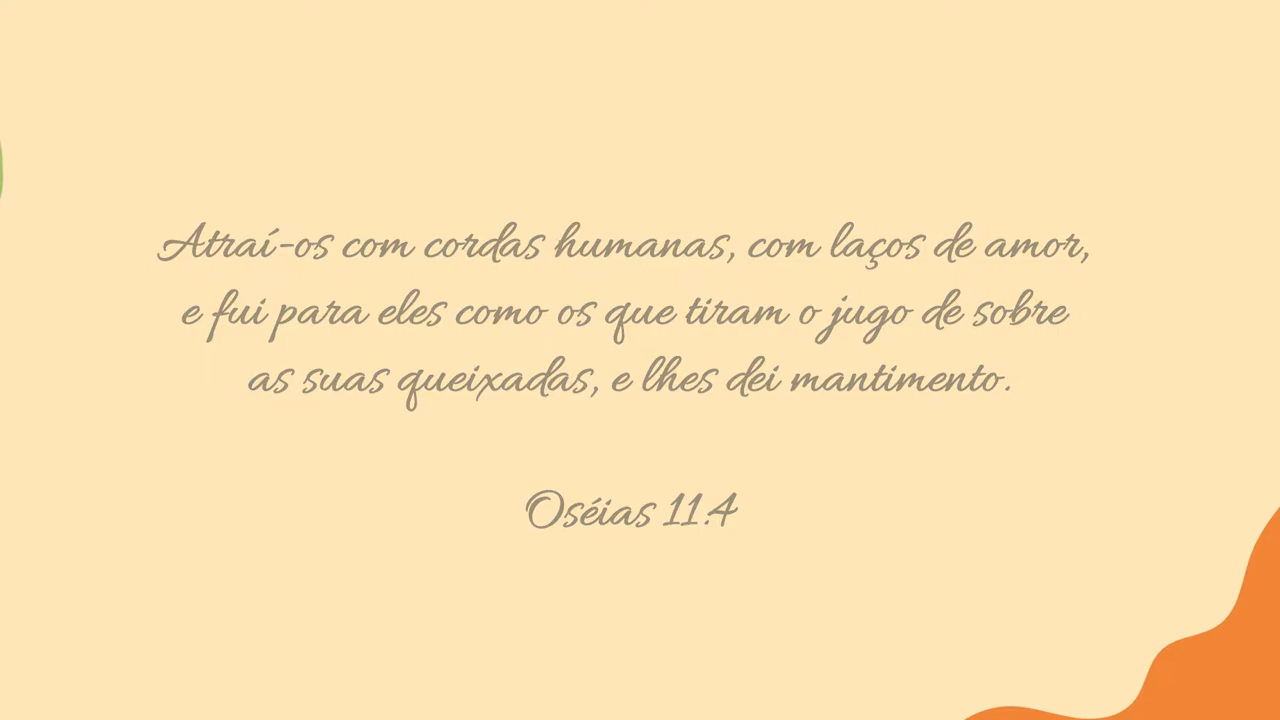 Atraí-os com cordas humanas, com laços de amor,
e fui para eles como os que tiram o jugo de sobre
as suas queixadas, e lhes dei mantimento.
Oséias 11.4